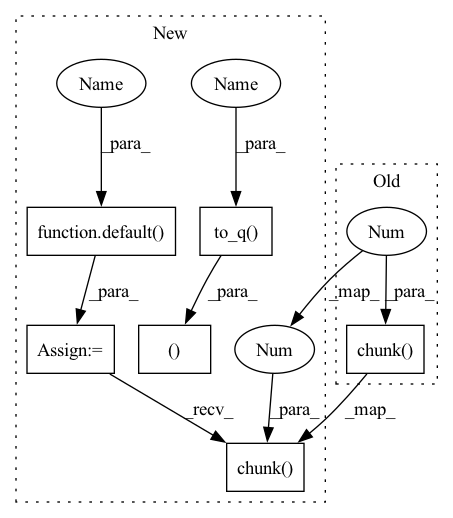 New
Name
Name
_para_
_para_
Old
function.default()
to_q()
Num
_para_
_para_
_map_
_para_
Assign:=
()
Num
chunk()
_recv_
_para_
_map_
chunk()